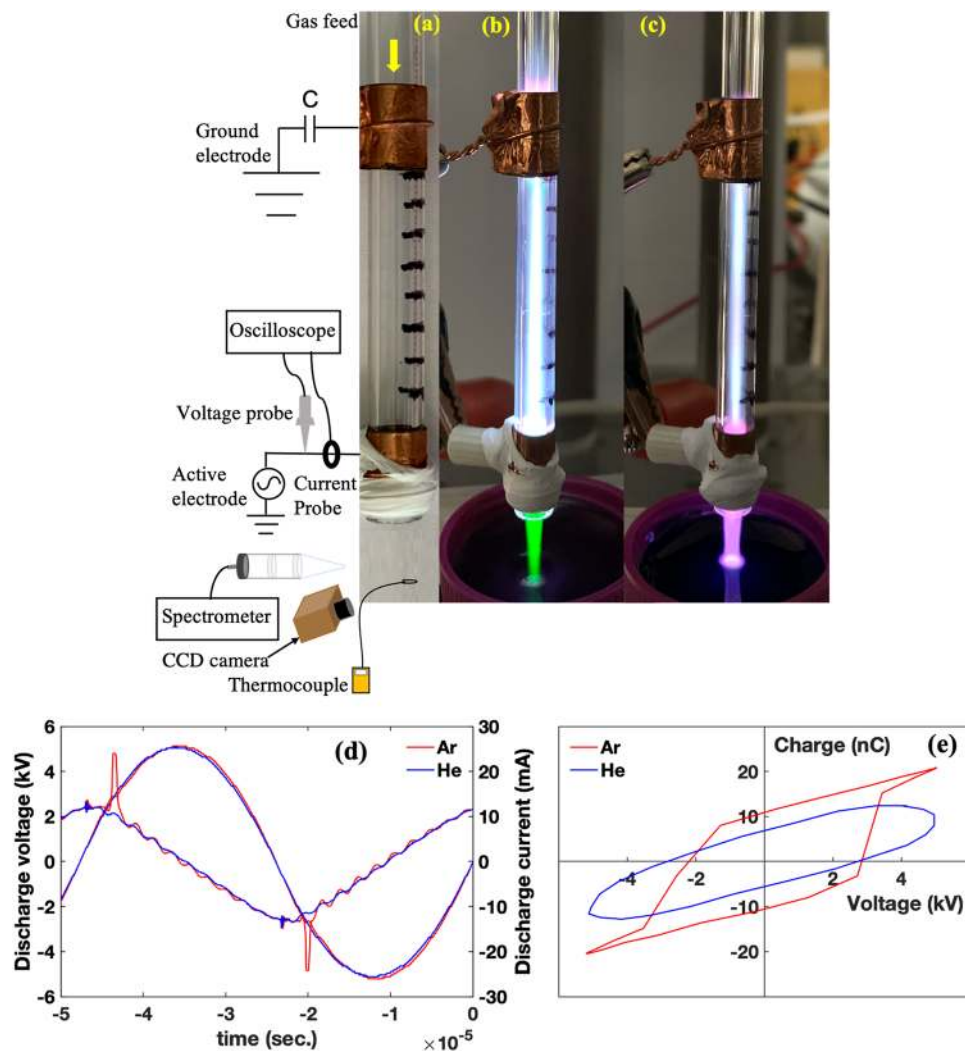 Gas feed
(a)
(b)
(c)
C
Ground
electrode
Oscilloscope
Voltage probe
Active
electrode
Current
Probe
Spectrometer
CCD camera
Thermocouple
(d)
Ar
He
6
4
2
0
-2
-4
-6
Discharge voltage (kV)
30
20
10
0
-10
-20
-30
Discharge current (mA)
-5
-4
-3
-2
-1
0
time (sec.)
×10⁻⁵
(e)
Ar
He
Charge (nC)
20
10
-10
-20
-4
-2
2
4
Voltage (kV)